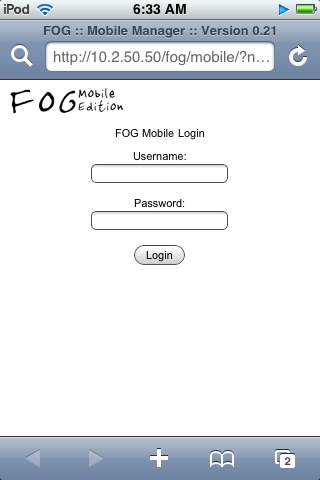 iPod 6:33 AM
FOG :: Mobile Manager :: Version 0.21
http://10.2.50.50/fog/mobile/?n...
FOG Mobile
Edition
FOG Mobile Login
Username:
Password:
Login
2